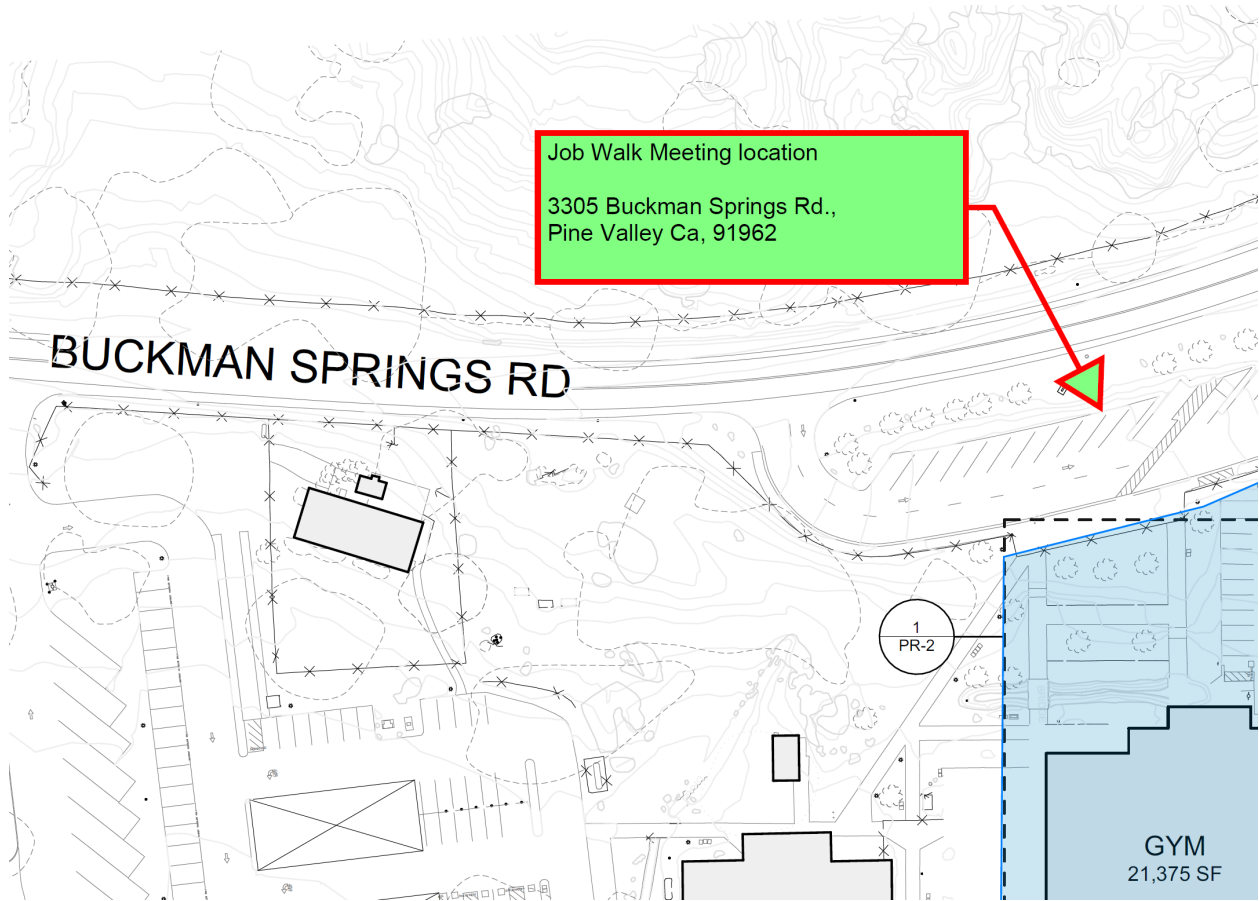 Job Walk Meeting location
3305 Buckman Springs Rd.,
Pine Valley Ca, 91962
BUCKMAN SPRINGS RD
1
PR-2
GYM
21,375 SF